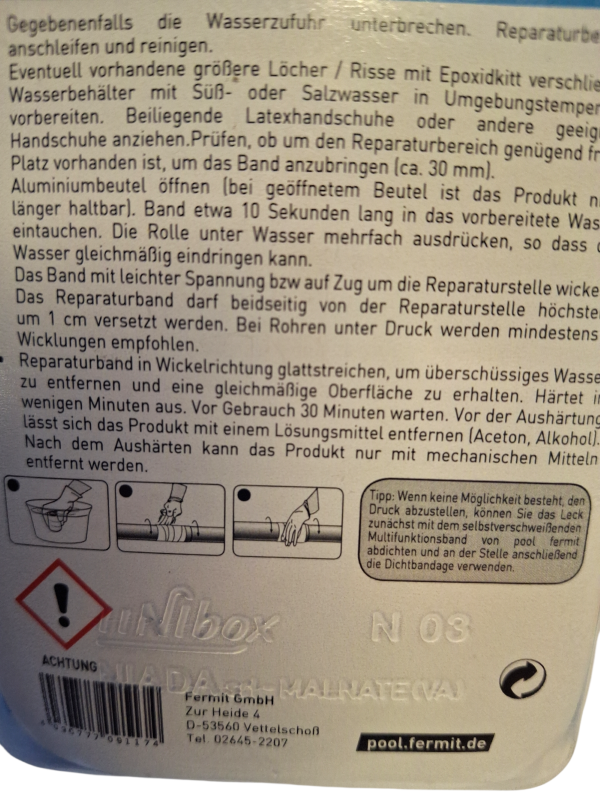 Gegebenenfalls die Wasserzufuhr unterbrechen. Reparaturbe
anschleifen und reinigen.
Eventuell vorhandene größere Löcher / Risse mit Epoxidkitt verschlie
Wasserbehälter mit Süß- oder Salzwasser in Umgebungstemper
vorbereiten. Beiliegende Latexhandschuhe oder andere geeig
Handschuhe anziehen.Prüfen, ob um den Reparaturbereich genügend fr
Platz vorhanden ist, um das Band anzubringen (ca. 30 mm).
Aluminiumbeutel öffnen (bei geöffnetem Beutel ist das Produkt n
länger haltbar). Band etwa 10 Sekunden lang in das vorbereitete Was
eintauchen. Die Rolle unter Wasser mehrfach ausdrücken, so dass
Wasser gleichmäßig eindringen kann.
Das Band mit leichter Spannung bzw auf Zug um die Reparaturstelle wicke
Das Reparaturband darf beidseitig von der Reparaturstelle höchste
um 1 cm versetzt werden. Bei Rohren unter Druck werden mindestens
Wicklungen empfohlen.
• Reparaturband in Wickelrichtung glattstreichen, um überschüssiges Wasse
zu entfernen und eine gleichmäßige Oberfläche zu erhalten. Härtet i
wenigen Minuten aus. Vor Gebrauch 30 Minuten warten. Vor der Aushärtung
lässt sich das Produkt mit einem Lösungsmittel entfernen (Aceton, Alkohol).
Nach dem Aushärten kann das Produkt nur mit mechanischen Mitteln
entfernt werden.
Tipp: Wenn keine Möglichkeit besteht, den
Druck abzustellen, können Sie das Leck
zunächst mit dem selbstverschweißenden
Multifunktionsband von pool fermit
abdichten und an der Stelle anschließend
die Dichtbandage verwenden.
N 03
ACHTUNG
MALNATE(VA)
Fermit GmbH
Zur Heide 4
D-53560 Vettelschoß
Tel. 02645-2207
pool.fermit.de